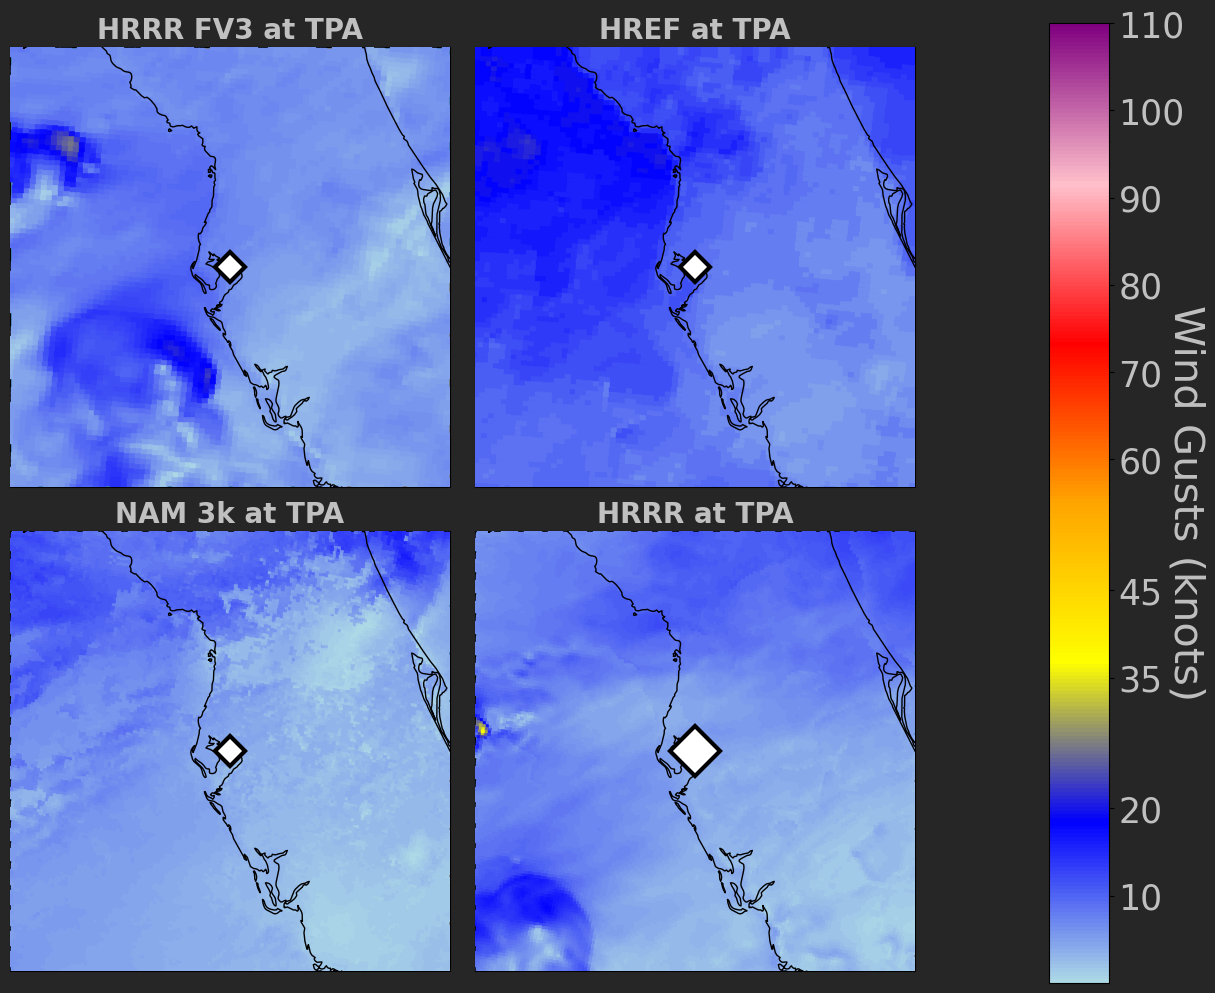 HRRR FV3 at TPA
HREF at TPA
NAM 3k at TPA
HRRR at TPA
110
100
90
80
70
60
45
35
20
10
Wind Gusts (knots)